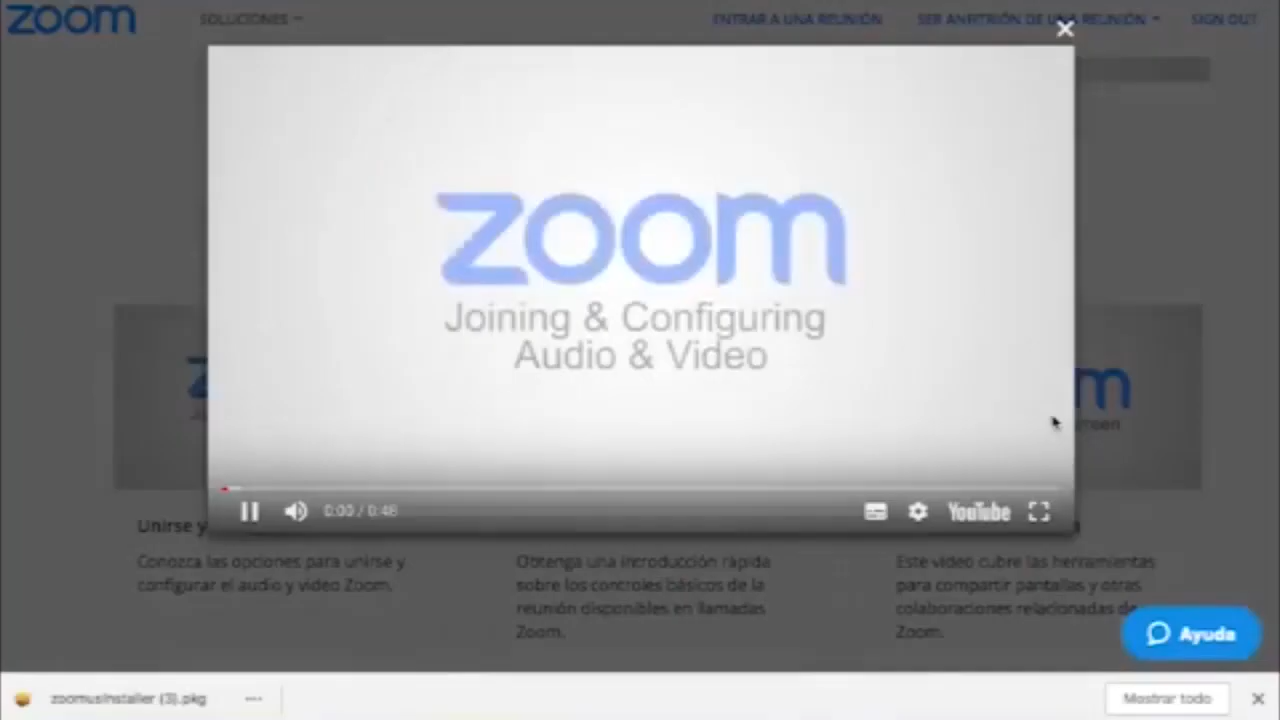 zoom
SOLUCIONES
ENTRAR A UNA REUNIÓN
SER ANFITRIÓN DE UNA REUNIÓN
SIGN OUT
zoom
Joining & Configuring
Audio & Video
m
reen
0:00 / 0:48
YouTube
Unirse y
Conozca las opciones para unirse y
configurar el audio y video Zoom.
Obtenga una introducción rápida
sobre los controles básicos de la
reunión disponibles en llamadas
Zoom.
Este video cubre las herramientas
para compartir pantallas y otras
colaboraciones relacionadas de
Zoom.
Ayuda
zoomusInstaller (3).pkg
Mostrar todo